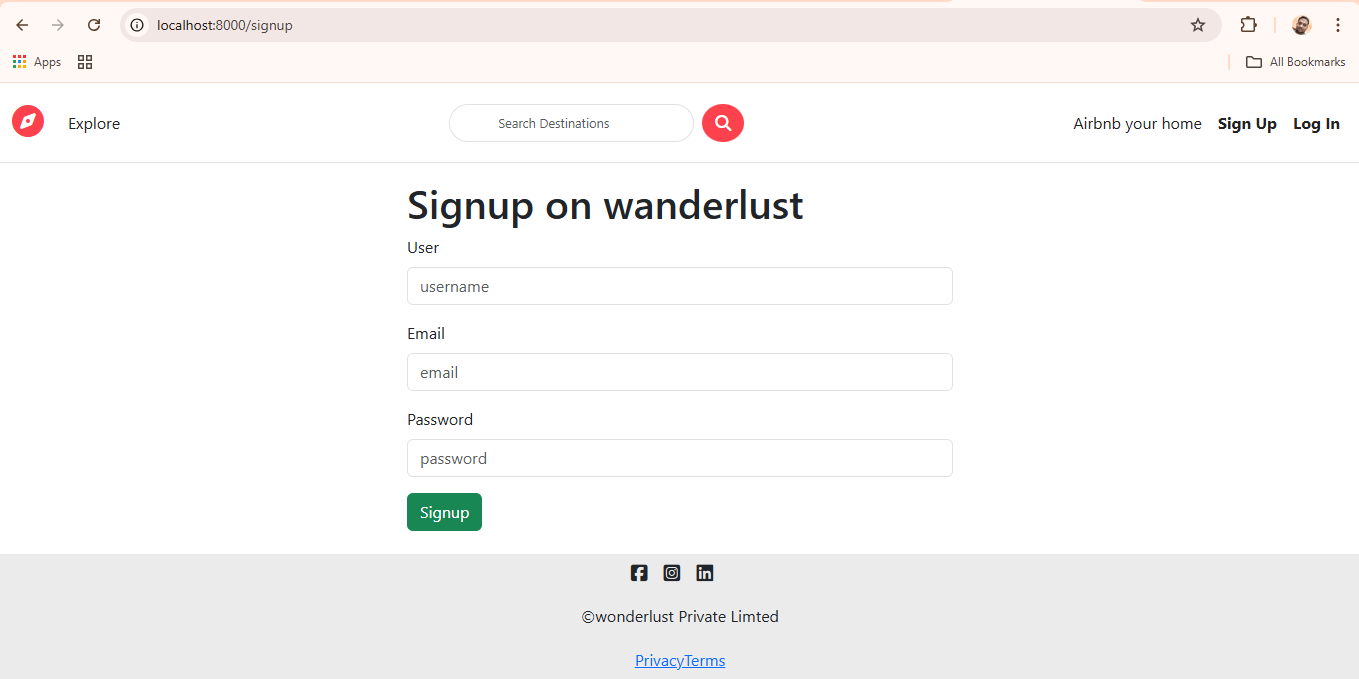 localhost:8000/signup
Apps
All Bookmarks
Explore
Search Destinations
Airbnb your home Sign Up Log In
Signup on wanderlust
User
username
Email
email
Password
password
Signup
©wonderlust Private Limted
PrivacyTerms